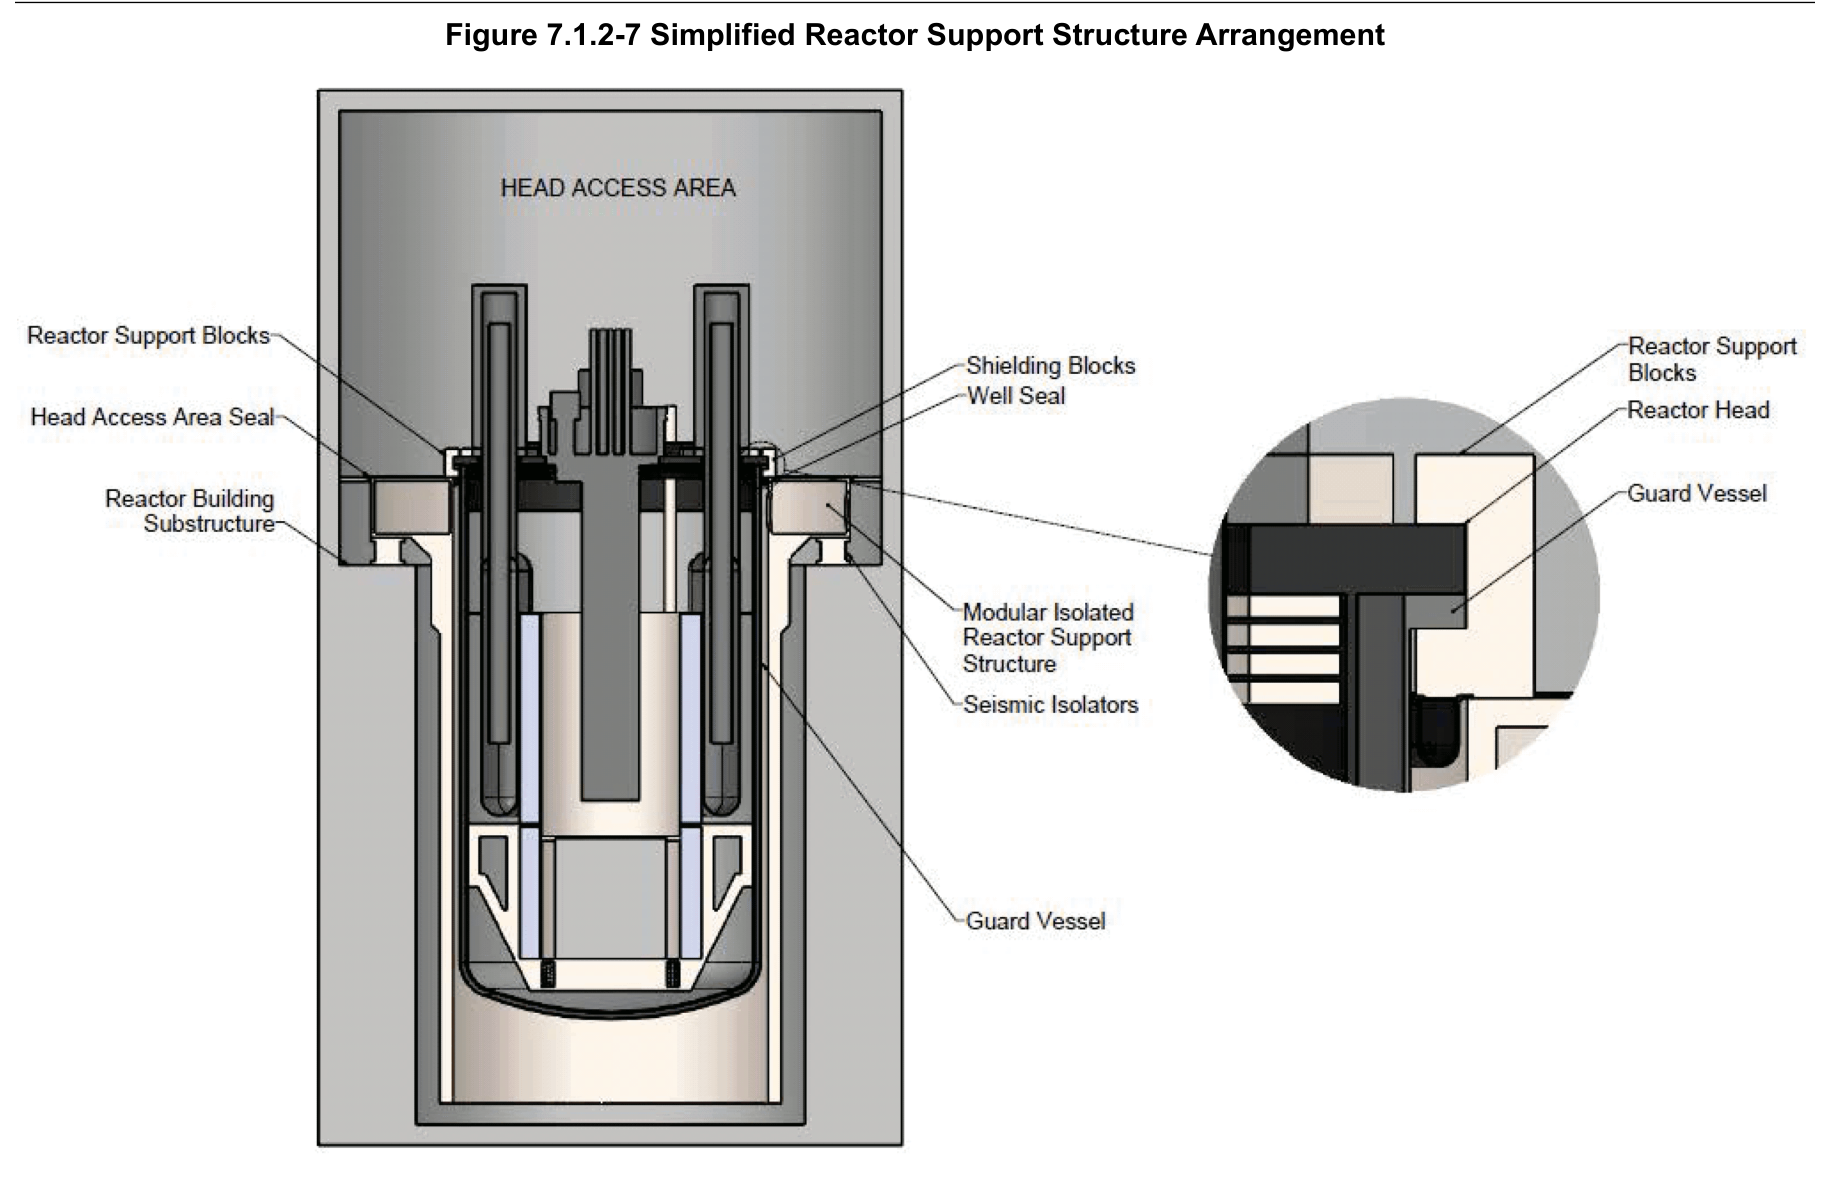 Figure 7.1.2-7 Simplified Reactor Support Structure Arrangement
HEAD ACCESS AREA
Reactor Support Blocks
Head Access Area Seal
Reactor Building
Substructure
Shielding Blocks
Well Seal
Modular Isolated
Reactor Support
Structure
Seismic Isolators
Guard Vessel
Reactor Support
Blocks
Reactor Head
Guard Vessel